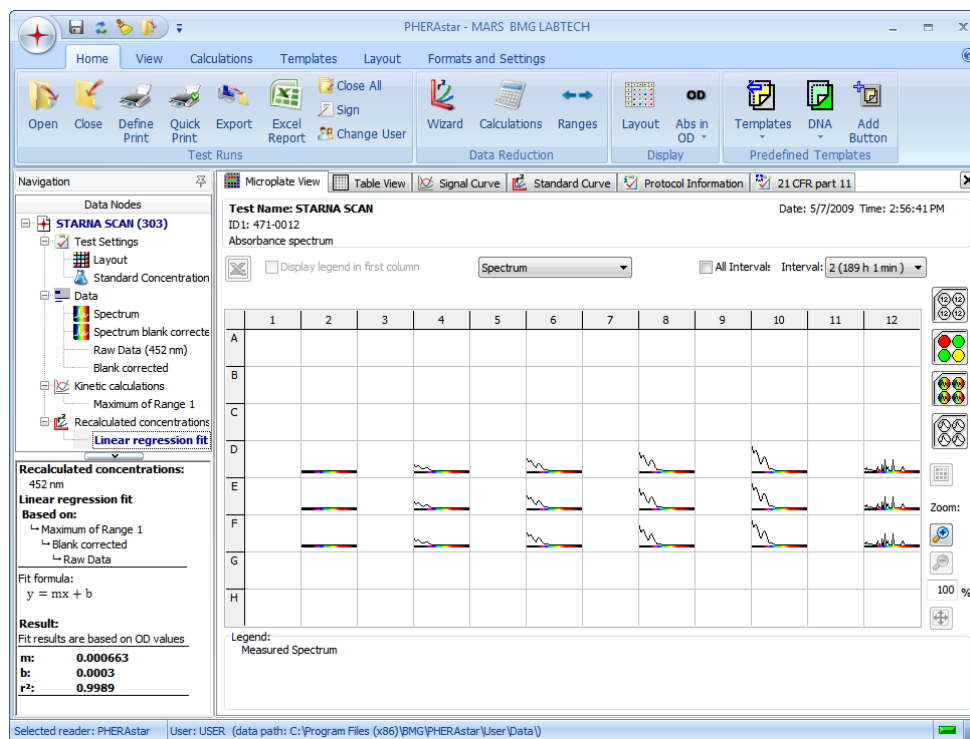 PHERAstar - MARS BMG LABTECH
Home View Calculations Templates Layout Formats and Settings
Open Close Define Print Quick Print Export Excel Report
Close All
Sign
Change User
Wizard Calculations Ranges Layout Abs in OD Templates DNA Add Button
Test Runs Data Reduction Display Predefined Templates
Navigation
Data Nodes
STARNA SCAN (303)
Test Settings
Layout
Standard Concentration
Data
Spectrum
Spectrum blank correcte
Raw Data (452 nm)
Blank corrected
Kinetic calculations
Maximum of Range 1
Recalculated concentrations
Linear regression fit
Recalculated concentrations:
452 nm
Linear regression fit
Based on:
Maximum of Range 1
Blank corrected
Raw Data
Fit formula:
y = mx + b
Result:
Fit results are based on OD values
m: 0.000663
b: 0.0003
r²: 0.9989
Microplate View Table View Signal Curve Standard Curve Protocol Information 21 CFR part 11
Test Name: STARNA SCAN Date: 5/7/2009 Time: 2:56:41 PM
ID1: 471-0012
Absorbance spectrum
Display legend in first column Spectrum All Intervals Interval: 2 (189 h 1 min )
1 2 3 4 5 6 7 8 9 10 11 12
A
B
C
D
E
F
G
H
Zoom:
100 %
Legend:
Measured Spectrum
Selected reader: PHERAstar User: USER (data path: C:\Program Files (x86)\BMG\PHERAstar\User\Data\)